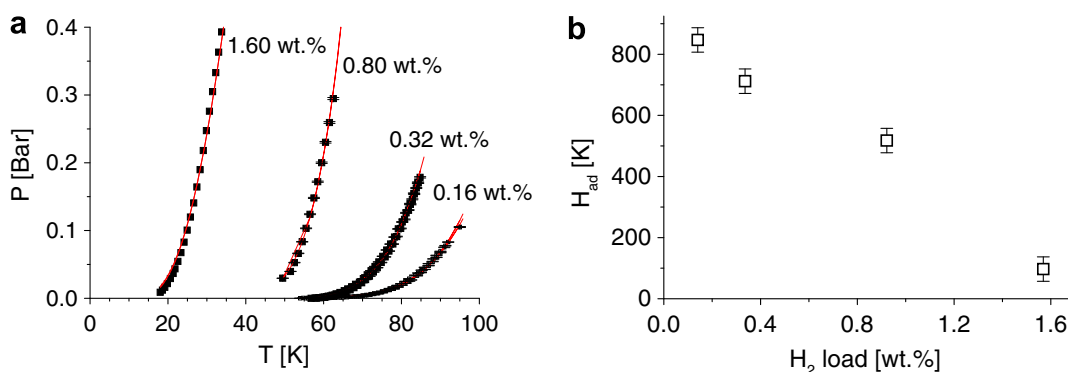 a
0.4
0.3
0.2
0.1
0.0
P [Bar]
1.60 wt.%
0.80 wt.%
0.32 wt.%
0.16 wt.%
0 20 40 60 80 100
T [K]
b
800
600
400
200
0
H_ad [K]
0.0 0.4 0.8 1.2 1.6
H₂ load [wt.%]